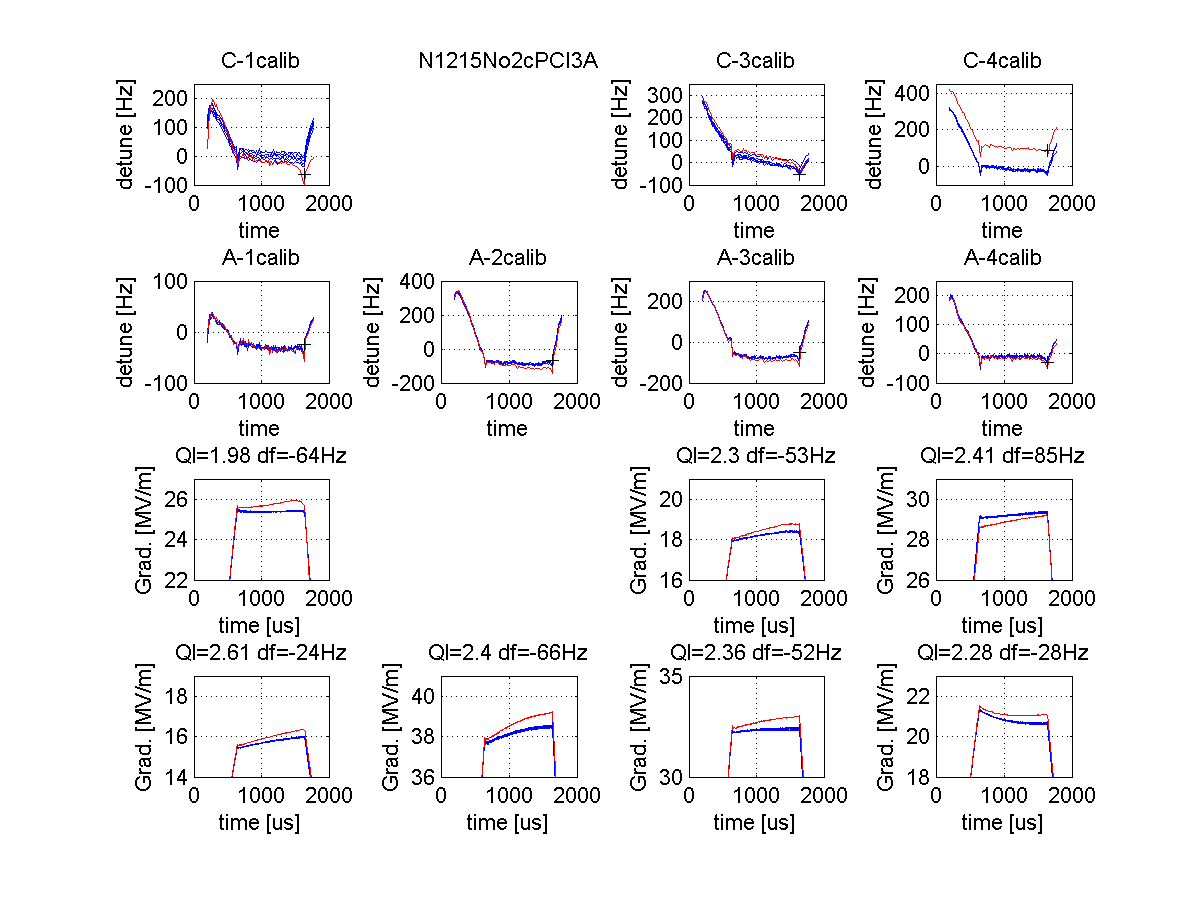 C-1calib
N1215No2cPCI3A
C-3calib
C-4calib
detune [Hz]
200
100
0
-100
0
1000
2000
time
detune [Hz]
300
200
100
0
-100
0
1000
2000
time
detune [Hz]
400
200
0
0
1000
2000
time
A-1calib
A-2calib
A-3calib
A-4calib
detune [Hz]
100
0
-100
0
1000
2000
time
detune [Hz]
400
200
0
-200
0
1000
2000
time
detune [Hz]
200
0
-200
0
1000
2000
time
detune [Hz]
200
100
0
-100
0
1000
2000
time
Ql=1.98 df=-64Hz
Ql=2.3 df=-53Hz
Ql=2.41 df=85Hz
Grad. [MV/m]
26
24
22
0
1000
2000
time [us]
Grad. [MV/m]
20
18
16
0
1000
2000
time [us]
Grad. [MV/m]
30
28
26
0
1000
2000
time [us]
Ql=2.61 df=-24Hz
Ql=2.4 df=-66Hz
Ql=2.36 df=-52Hz
Ql=2.28 df=-28Hz
Grad. [MV/m]
18
16
14
0
1000
2000
time [us]
Grad. [MV/m]
40
38
36
0
1000
2000
time [us]
Grad. [MV/m]
35
30
0
1000
2000
time [us]
Grad. [MV/m]
22
20
18
0
1000
2000
time [us]